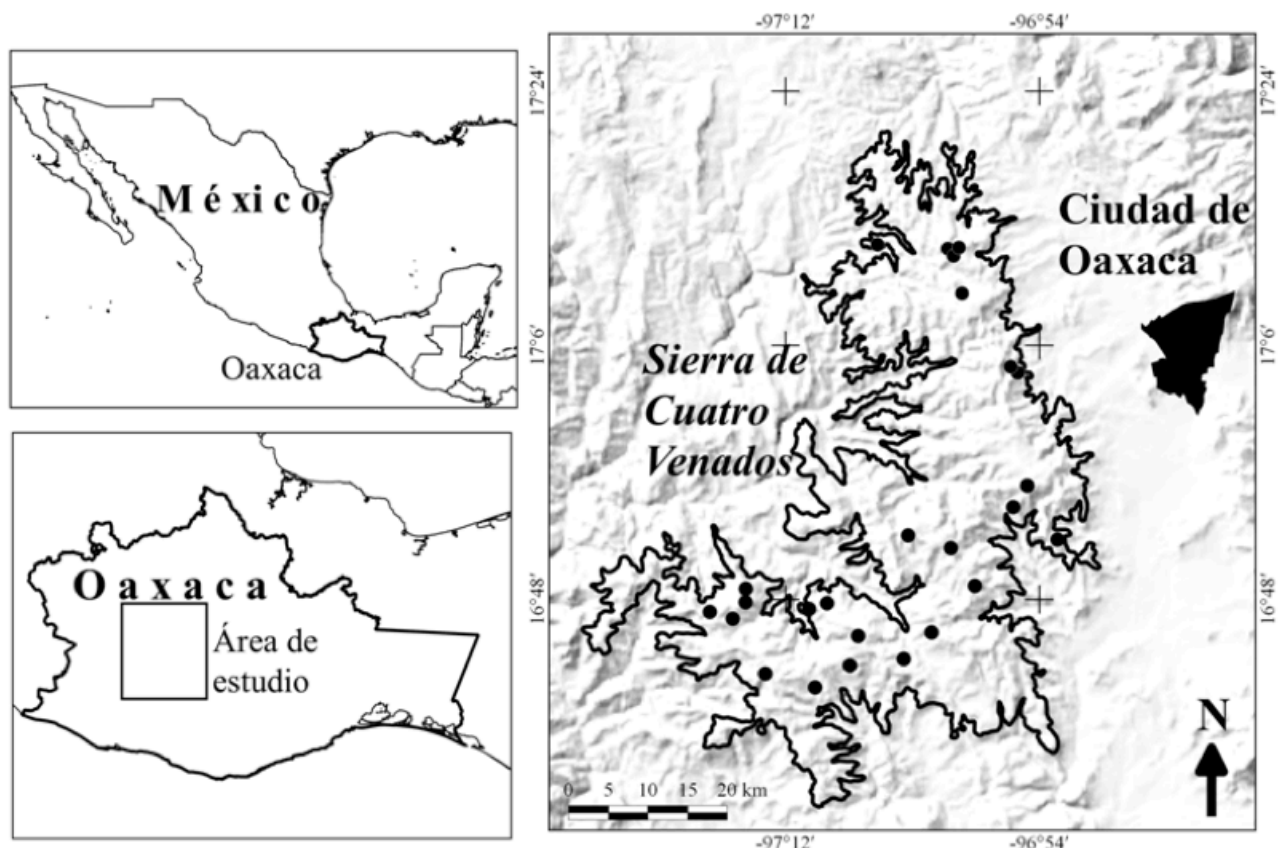 México
Oaxaca
Oaxaca
Área de
estudio
-97°12'
-96°54'
17°24'
17°24'
Ciudad de
Oaxaca
17°6'
17°6'
Sierra de
Cuatro
Venados
16°48'
16°48'
N
0 5 10 15 20 km
-97°12'
-96°54'